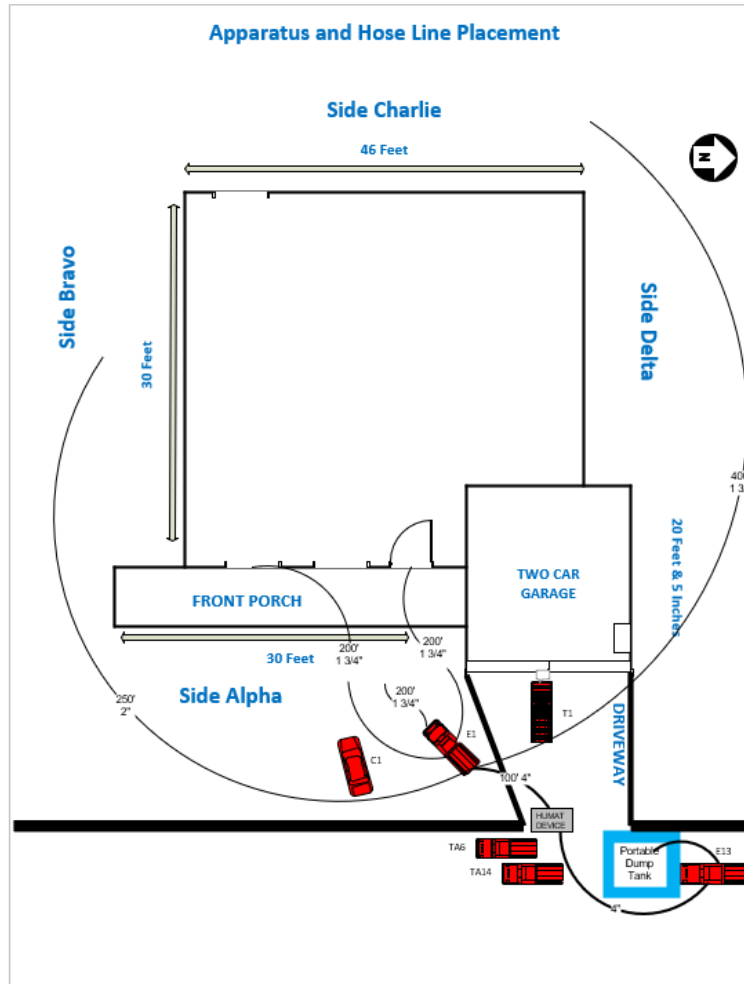 Apparatus and Hose Line Placement
Side Charlie
46 Feet
N
Side Bravo
30 Feet
Side Delta
400
1 3
20 Feet & 5 Inches
TWO CAR
GARAGE
FRONT PORCH
30 Feet
200'
1 3/4"
200'
1 3/4"
200'
1 3/4"
250'
2"
Side Alpha
E1
T1
DRIVEWAY
C1
100' 4"
HUMAT
DEVICE
TA6
TA14
Portable
Dump
Tank
E13
4"